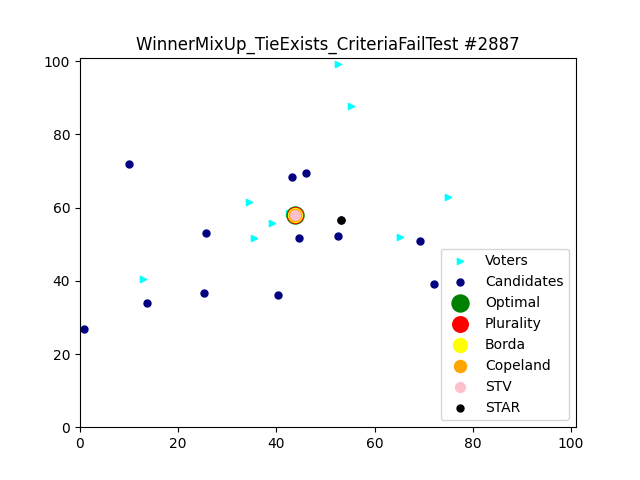 WinnerMixUp_TieExists_CriteriaFailTest #2887
100
80
60
40
20
0
0 20 40 60 80 100
Voters
Candidates
Optimal
Plurality
Borda
Copeland
STV
STAR